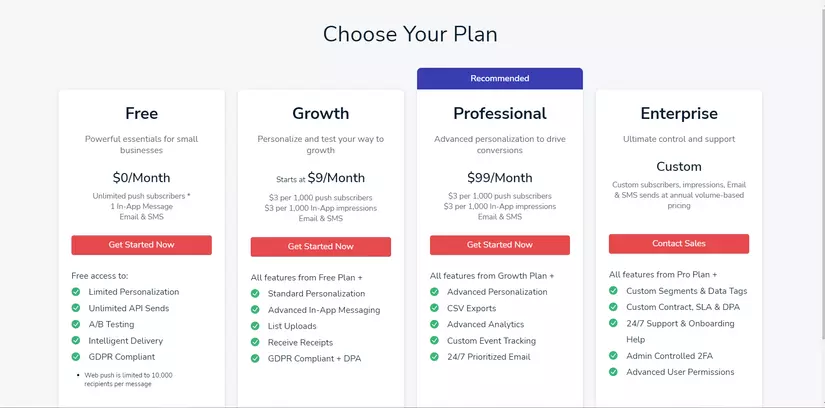 Choose Your Plan
Free
Powerful essentials for small
businesses
$0/Month
Unlimited push subscribers *
1 In-App Message
Email & SMS
Get Started Now
Free access to:
Limited Personalization
Unlimited API Sends
A/B Testing
Intelligent Delivery
GDPR Compliant
Web push is limited to 10,000
recipients per message
Growth
Personalize and test your way to
growth
Starts at $9/Month
$3 per 1,000 push subscribers
$3 per 1,000 In-App impressions
Email & SMS
Get Started Now
All features from Free Plan +
Standard Personalization
Advanced In-App Messaging
List Uploads
Receive Receipts
GDPR Compliant + DPA
Recommended
Professional
Advanced personalization to drive
conversions
$99/Month
$3 per 1,000 push subscribers
$3 per 1,000 In-App impressions
Email & SMS
Get Started Now
All features from Growth Plan +
Advanced Personalization
CSV Exports
Advanced Analytics
Custom Event Tracking
24/7 Prioritized Email
Enterprise
Ultimate control and support
Custom
Custom subscribers, impressions, Email
& SMS sends at annual volume-based
pricing
Contact Sales
All features from Pro Plan +
Custom Segments & Data Tags
Custom Contract, SLA & DPA
24/7 Support & Onboarding
Help
Admin Controlled 2FA
Advanced User Permissions